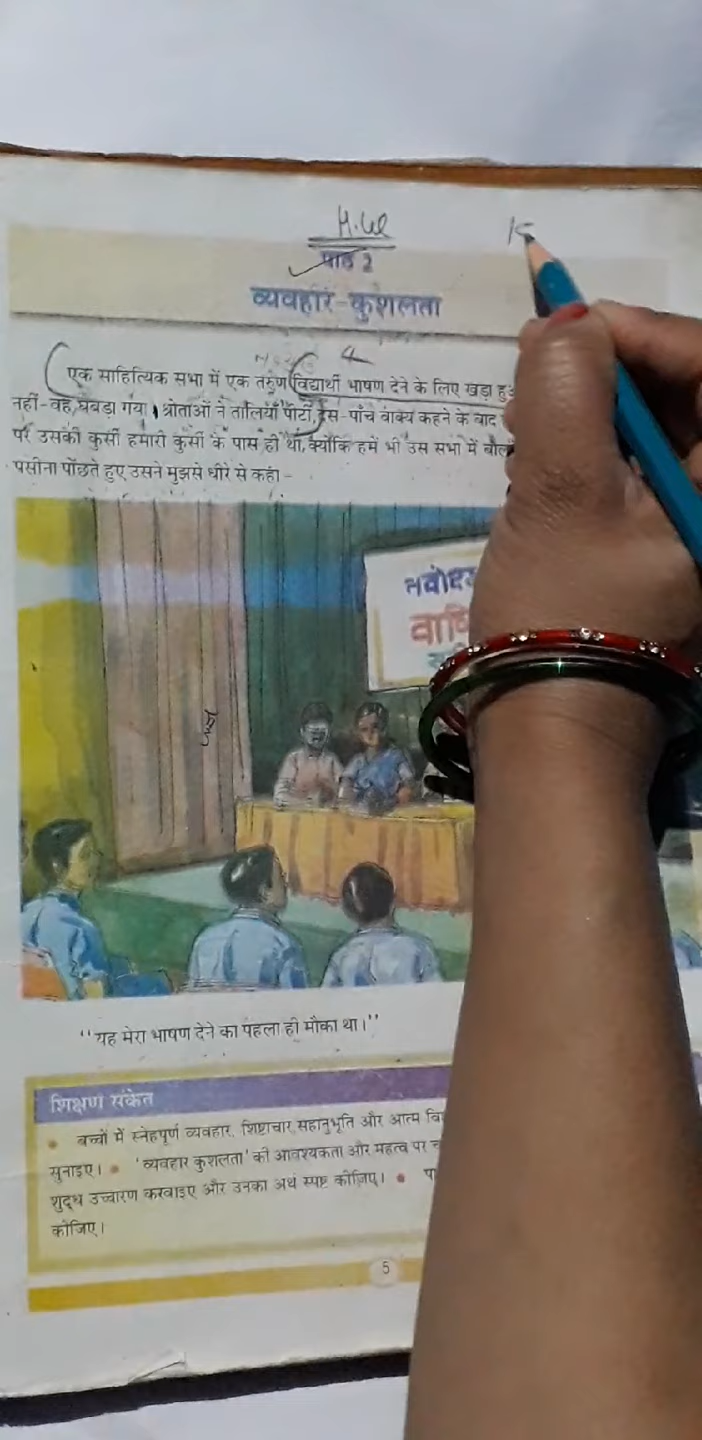 H.W
15
पाठ 2
व्यवहार-कुशलता
एक साहित्यिक सभा में एक तरुण विद्यार्थी भाषण देने के लिए खड़ा
नहीं-वह घबड़ा गया। श्रोताओं ने तालियाँ पीटीं, दस-पाँच वाक्य कहने के बाद
पर उसकी कुर्सी हमारी कुर्सी के पास ही थी, क्योंकि हमें भी उस सभा में
पसीना पोंछते हुए उसने मुझसे धीरे से कहा -
"यह मेरा भाषण देने का पहला ही मौका था।"
शिक्षण संकेत
• बच्चों में स्नेहपूर्ण व्यवहार, शिष्टाचार सहानुभूति और आत्म
सुनाइए। • 'व्यवहार कुशलता' की आवश्यकता और महत्व पर
शुद्ध उच्चारण करवाइए और उनका अर्थ स्पष्ट कीजिए। •
कीजिए।
5